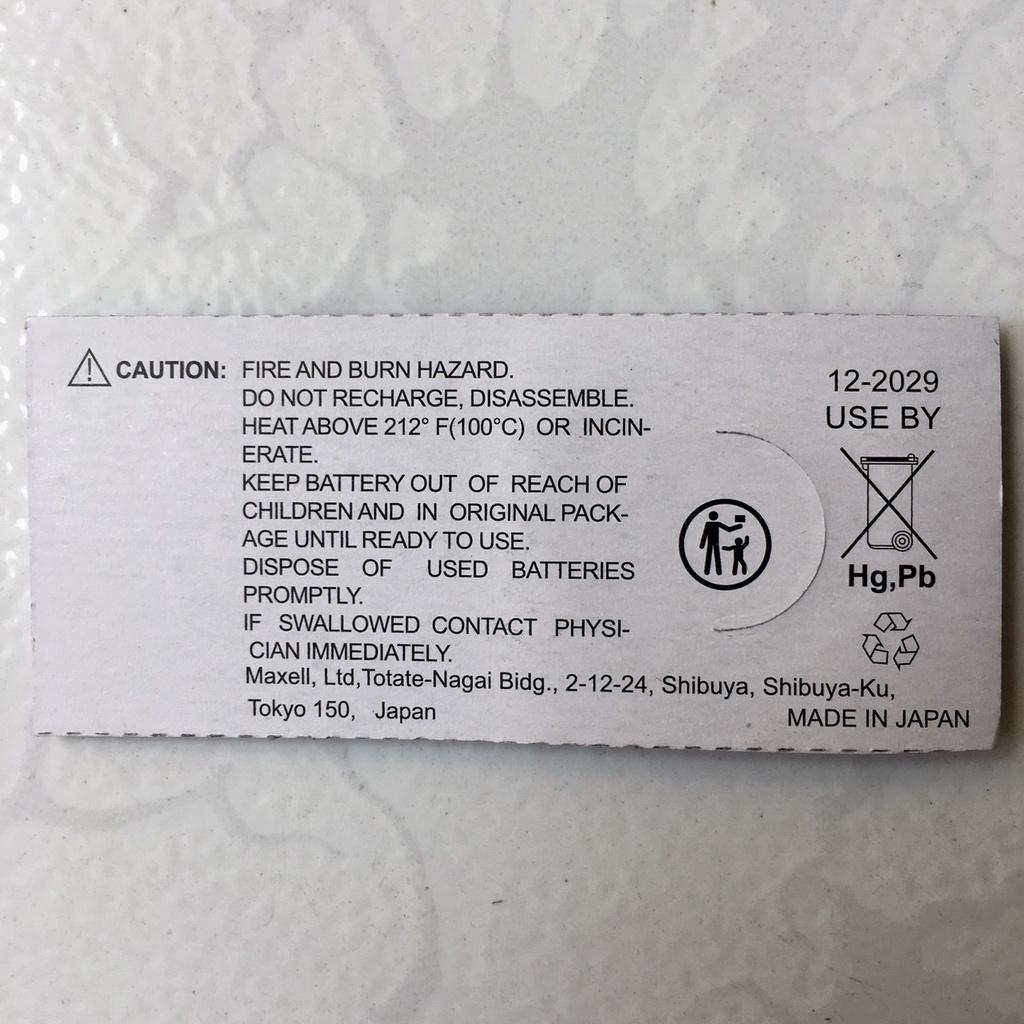 CAUTION: FIRE AND BURN HAZARD.
DO NOT RECHARGE, DISASSEMBLE.
HEAT ABOVE 212° F(100°C) OR INCIN-
ERATE.
KEEP BATTERY OUT OF REACH OF
CHILDREN AND IN ORIGINAL PACK-
AGE UNTIL READY TO USE.
DISPOSE OF USED BATTERIES
PROMPTLY.
IF SWALLOWED CONTACT PHYSI-
CIAN IMMEDIATELY.
Maxell, Ltd,Totate-Nagai Bidg., 2-12-24, Shibuya, Shibuya-Ku,
Tokyo 150, Japan
12-2029
USE BY
Hg,Pb
MADE IN JAPAN